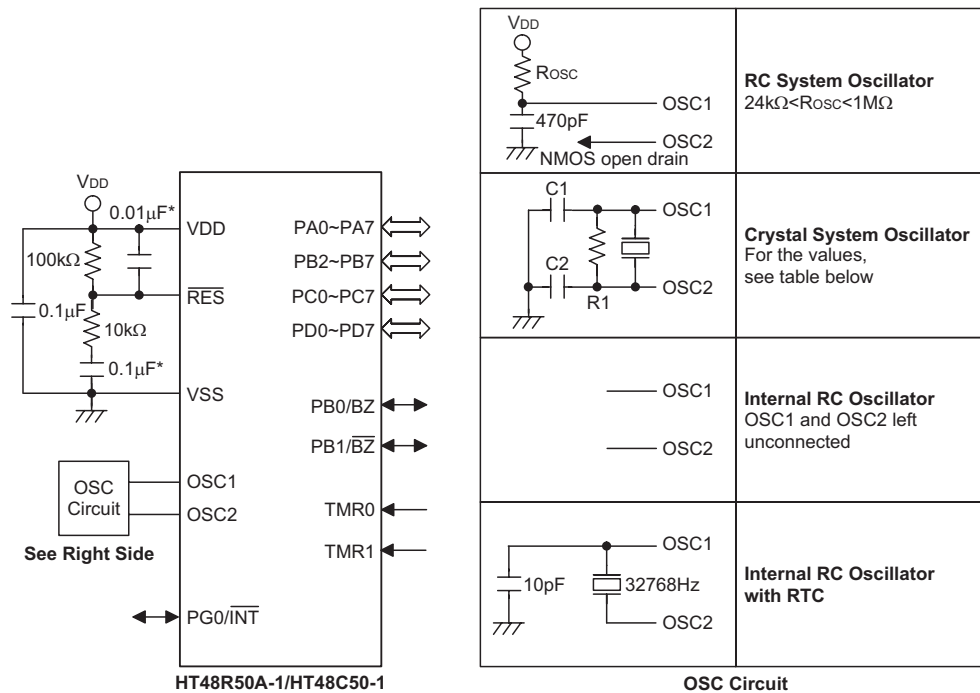 VDD
0.01μF*
100kΩ
0.1μF
10kΩ
0.1μF*
VDD
RES
VSS
OSC1
OSC2
OSC
Circuit
See Right Side
PG0/INT
PA0~PA7
PB2~PB7
PC0~PC7
PD0~PD7
PB0/BZ
PB1/BZ
TMR0
TMR1
HT48R50A-1/HT48C50-1
VDD
ROSC
OSC1
470pF
OSC2
NMOS open drain
RC System Oscillator
24kΩ<ROSC<1MΩ
C1
OSC1
C2
R1
OSC2
Crystal System Oscillator
For the values,
see table below
OSC1
OSC2
Internal RC Oscillator
OSC1 and OSC2 left
unconnected
OSC1
10pF
32768Hz
OSC2
Internal RC Oscillator
with RTC
OSC Circuit